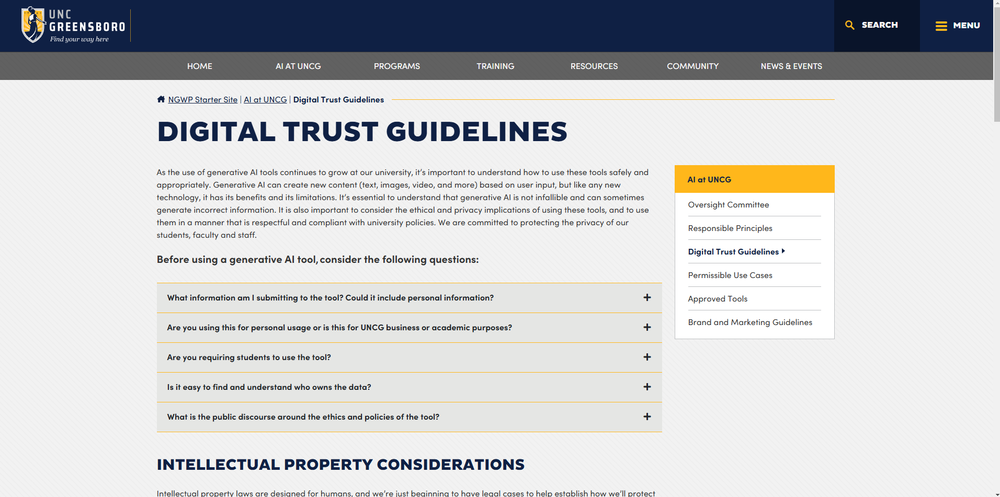 UNC
GREENSBORO
Find your way here
SEARCH
MENU
HOME
AI AT UNCG
PROGRAMS
TRAINING
RESOURCES
COMMUNITY
NEWS & EVENTS
NGWP Starter Site | AI at UNCG | Digital Trust Guidelines
DIGITAL TRUST GUIDELINES
As the use of generative AI tools continues to grow at our university, it’s important to understand how to use these tools safely and
appropriately. Generative AI can create new content (text, images, video, and more) based on user input, but like any new
technology, it has its benefits and its limitations. It’s essential to understand that generative AI is not infallible and can sometimes
generate incorrect information. It is also important to consider the ethical and privacy implications of using these tools, and to use
them in a manner that is respectful and compliant with university policies. We are committed to protecting the privacy of our
students, faculty and staff.
Before using a generative AI tool, consider the following questions:
What information am I submitting to the tool? Could it include personal information?
Are you using this for personal usage or is this for UNCG business or academic purposes?
Are you requiring students to use the tool?
Is it easy to find and understand who owns the data?
What is the public discourse around the ethics and policies of the tool?
INTELLECTUAL PROPERTY CONSIDERATIONS
Intellectual property laws are designed for humans, and we’re just beginning to have legal cases to help establish how we’ll protect
AI at UNCG
Oversight Committee
Responsible Principles
Digital Trust Guidelines
Permissible Use Cases
Approved Tools
Brand and Marketing Guidelines